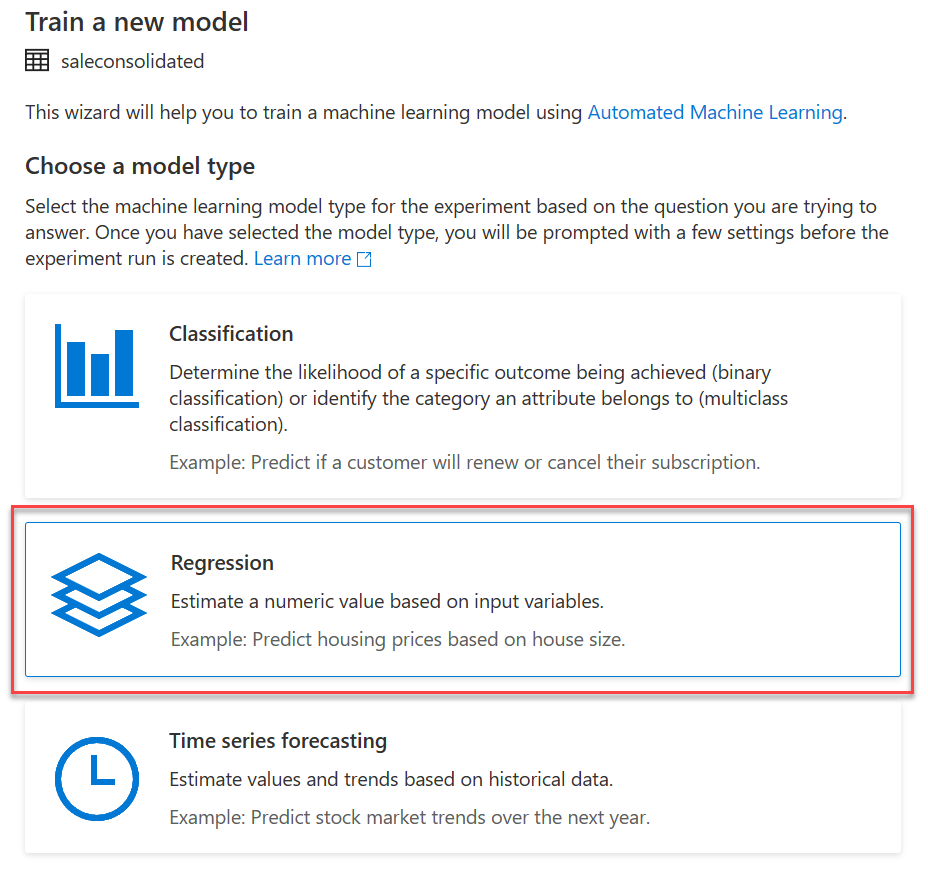 Train a new model
saleconsolidated
This wizard will help you to train a machine learning model using Automated Machine Learning.
Choose a model type
Select the machine learning model type for the experiment based on the question you are trying to
answer. Once you have selected the model type, you will be prompted with a few settings before the
experiment run is created. Learn more
Classification
Determine the likelihood of a specific outcome being achieved (binary
classification) or identify the category an attribute belongs to (multiclass
classification).
Example: Predict if a customer will renew or cancel their subscription.
Regression
Estimate a numeric value based on input variables.
Example: Predict housing prices based on house size.
Time series forecasting
Estimate values and trends based on historical data.
Example: Predict stock market trends over the next year.